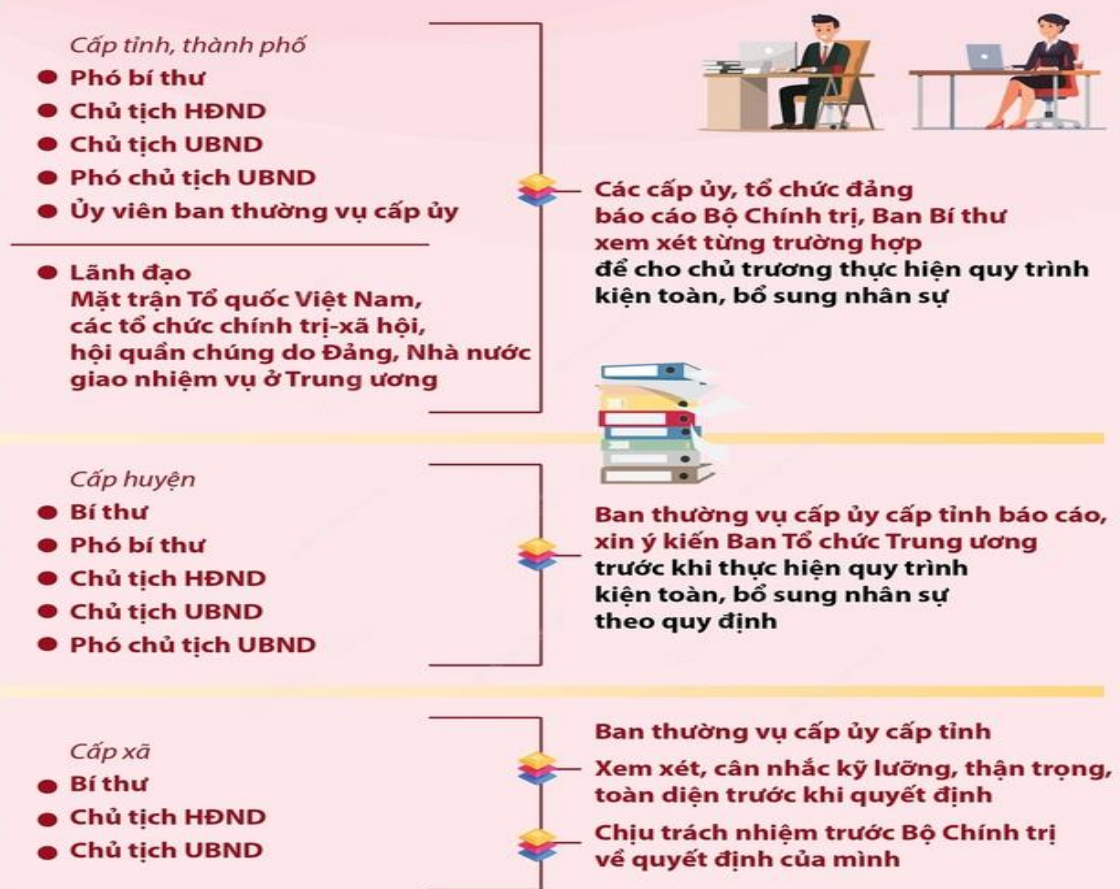 Cấp tỉnh, thành phố
Phó bí thư
Chủ tịch HĐND
Chủ tịch UBND
Phó chủ tịch UBND
Ủy viên ban thường vụ cấp ủy
Lãnh đạo
Mặt trận Tổ quốc Việt Nam,
các tổ chức chính trị-xã hội,
hội quần chúng do Đảng, Nhà nước
giao nhiệm vụ ở Trung ương
Các cấp ủy, tổ chức đảng
báo cáo Bộ Chính trị, Ban Bí thư
xem xét từng trường hợp
để cho chủ trương thực hiện quy trình
kiện toàn, bổ sung nhân sự
Cấp huyện
Bí thư
Phó bí thư
Chủ tịch HĐND
Chủ tịch UBND
Phó chủ tịch UBND
Ban thường vụ cấp ủy cấp tỉnh báo cáo,
xin ý kiến Ban Tổ chức Trung ương
trước khi thực hiện quy trình
kiện toàn, bổ sung nhân sự
theo quy định
Cấp xã
Bí thư
Chủ tịch HĐND
Chủ tịch UBND
Ban thường vụ cấp ủy cấp tỉnh
Xem xét, cân nhắc kỹ lưỡng, thận trọng,
toàn diện trước khi quyết định
Chịu trách nhiệm trước Bộ Chính trị
về quyết định của mình